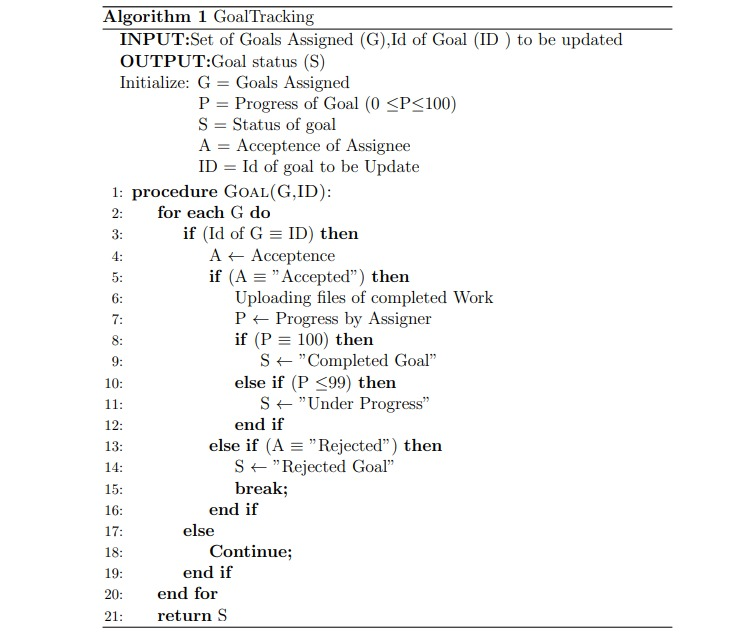 Algorithm 1 GoalTracking
INPUT:Set of Goals Assigned (G),Id of Goal (ID ) to be updated
OUTPUT:Goal status (S)
Initialize: G = Goals Assigned
P = Progress of Goal (0 ≤P≤100)
S = Status of goal
A = Acceptence of Assignee
ID = Id of goal to be Update
1: procedure GOAL(G,ID):
2: for each G do
3: if (Id of G ≡ ID) then
4: A ← Acceptence
5: if (A ≡ ”Accepted”) then
6: Uploading files of completed Work
7: P ← Progress by Assigner
8: if (P ≡ 100) then
9: S ← ”Completed Goal”
10: else if (P ≤99) then
11: S ← ”Under Progress”
12: end if
13: else if (A ≡ ”Rejected”) then
14: S ← ”Rejected Goal”
15: break;
16: end if
17: else
18: Continue;
19: end if
20: end for
21: return S